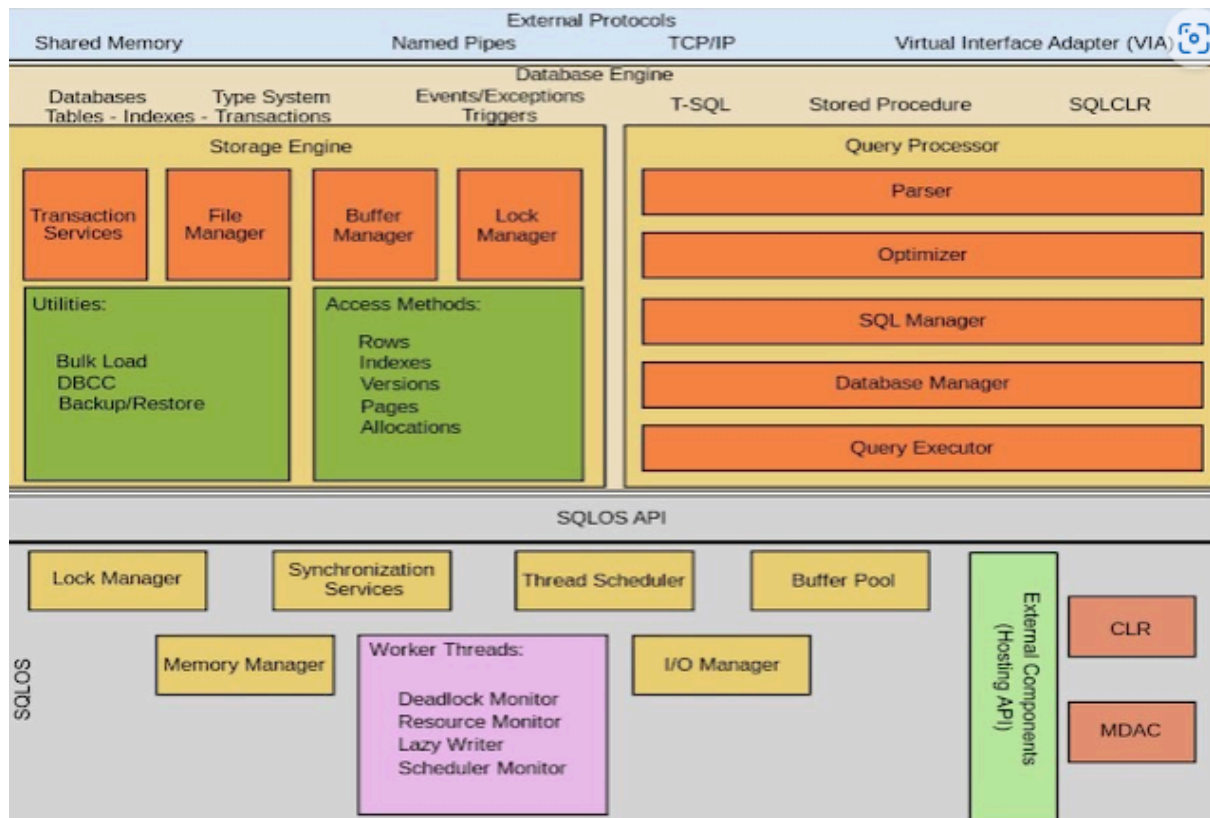 External Protocols
Shared Memory
Named Pipes
TCP/IP
Virtual Interface Adapter (VIA)
Database Engine
Databases
Type System
Tables - Indexes - Transactions
Events/Exceptions
Triggers
T-SQL
Stored Procedure
SQLCLR
Storage Engine
Transaction
Services
File
Manager
Buffer
Manager
Lock
Manager
Utilities:
Bulk Load
DBCC
Backup/Restore
Access Methods:
Rows
Indexes
Versions
Pages
Allocations
Query Processor
Parser
Optimizer
SQL Manager
Database Manager
Query Executor
SQLOS API
SQLOS
Lock Manager
Synchronization
Services
Thread Scheduler
Buffer Pool
Memory Manager
Worker Threads:
Deadlock Monitor
Resource Monitor
Lazy Writer
Scheduler Monitor
I/O Manager
External Components
(Hosting API)
CLR
MDAC